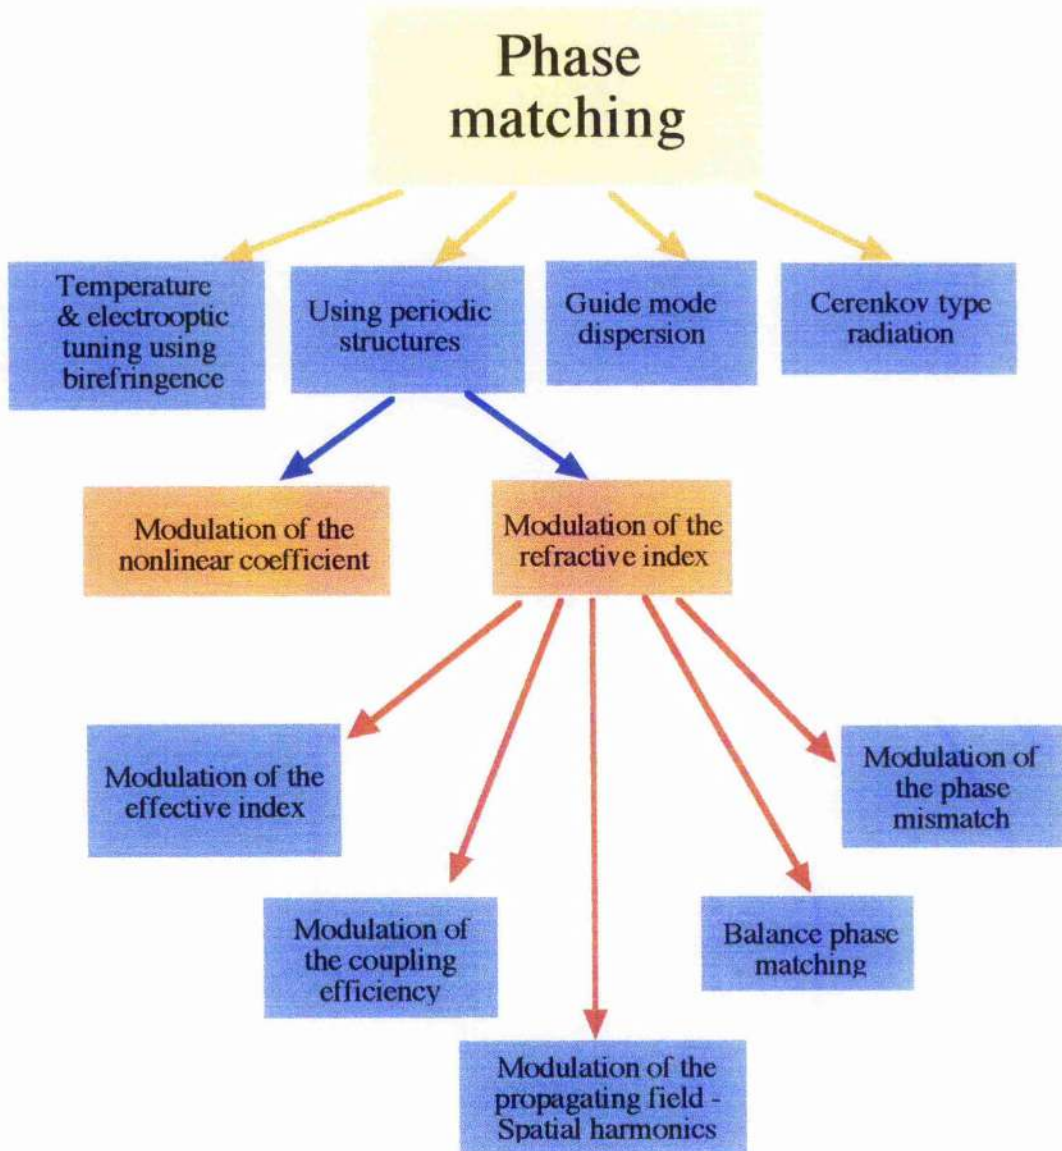 Phase
matching
Temperature
& electrooptic
tuning using
birefringence
Using periodic
structures
Guide mode
dispersion
Cerenkov type
radiation
Modulation of the
nonlinear coefficient
Modulation of the
refractive index
Modulation of the
effective index
Modulation of
the phase
mismatch
Modulation of
the coupling
efficiency
Balance phase
matching
Modulation of the
propagating field -
Spatial harmonics